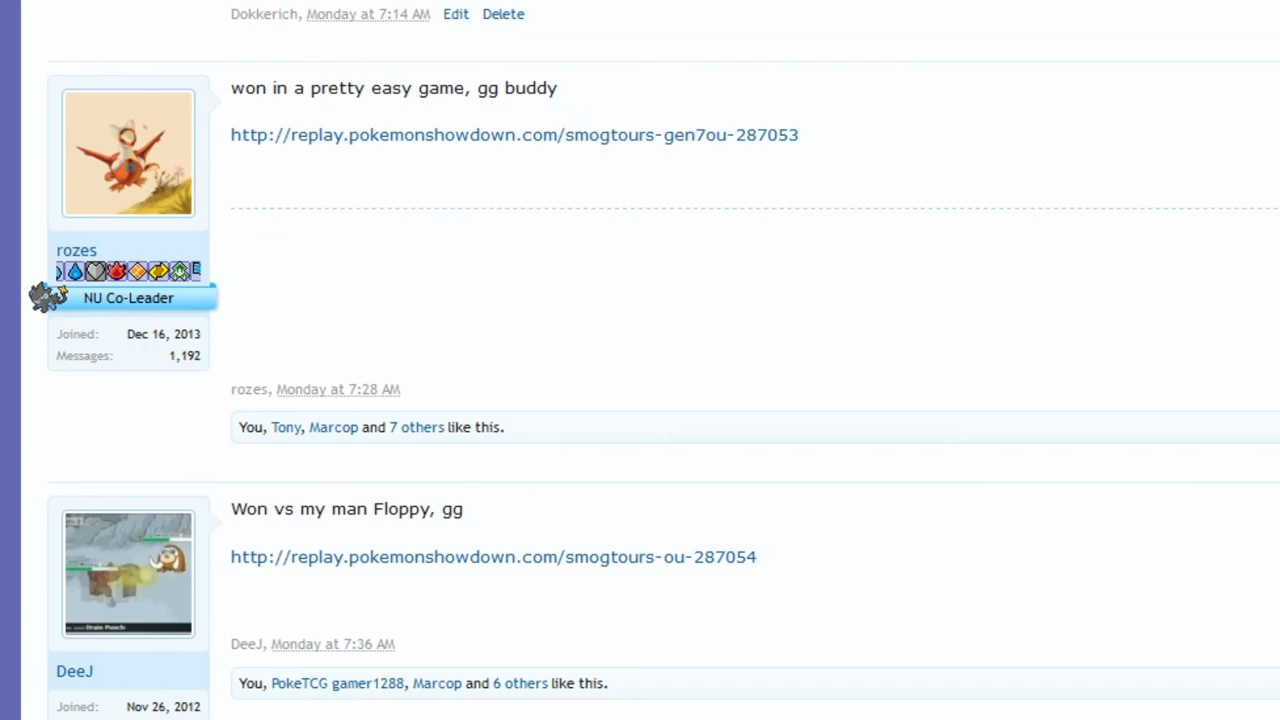 Dokkerich, Monday at 7:14 AM Edit Delete
won in a pretty easy game, gg buddy
http://replay.pokemonshowdown.com/smogtours-gen7ou-287053
rozes
NU Co-Leader
Joined: Dec 16, 2013
Messages: 1,192
rozes, Monday at 7:28 AM
You, Tony, Marcop and 7 others like this.
Won vs my man Floppy, gg
http://replay.pokemonshowdown.com/smogtours-ou-287054
Drain Punch
DeeJ, Monday at 7:36 AM
DeeJ
You, PokeTCG gamer1288, Marcop and 6 others like this.
Joined: Nov 26, 2012